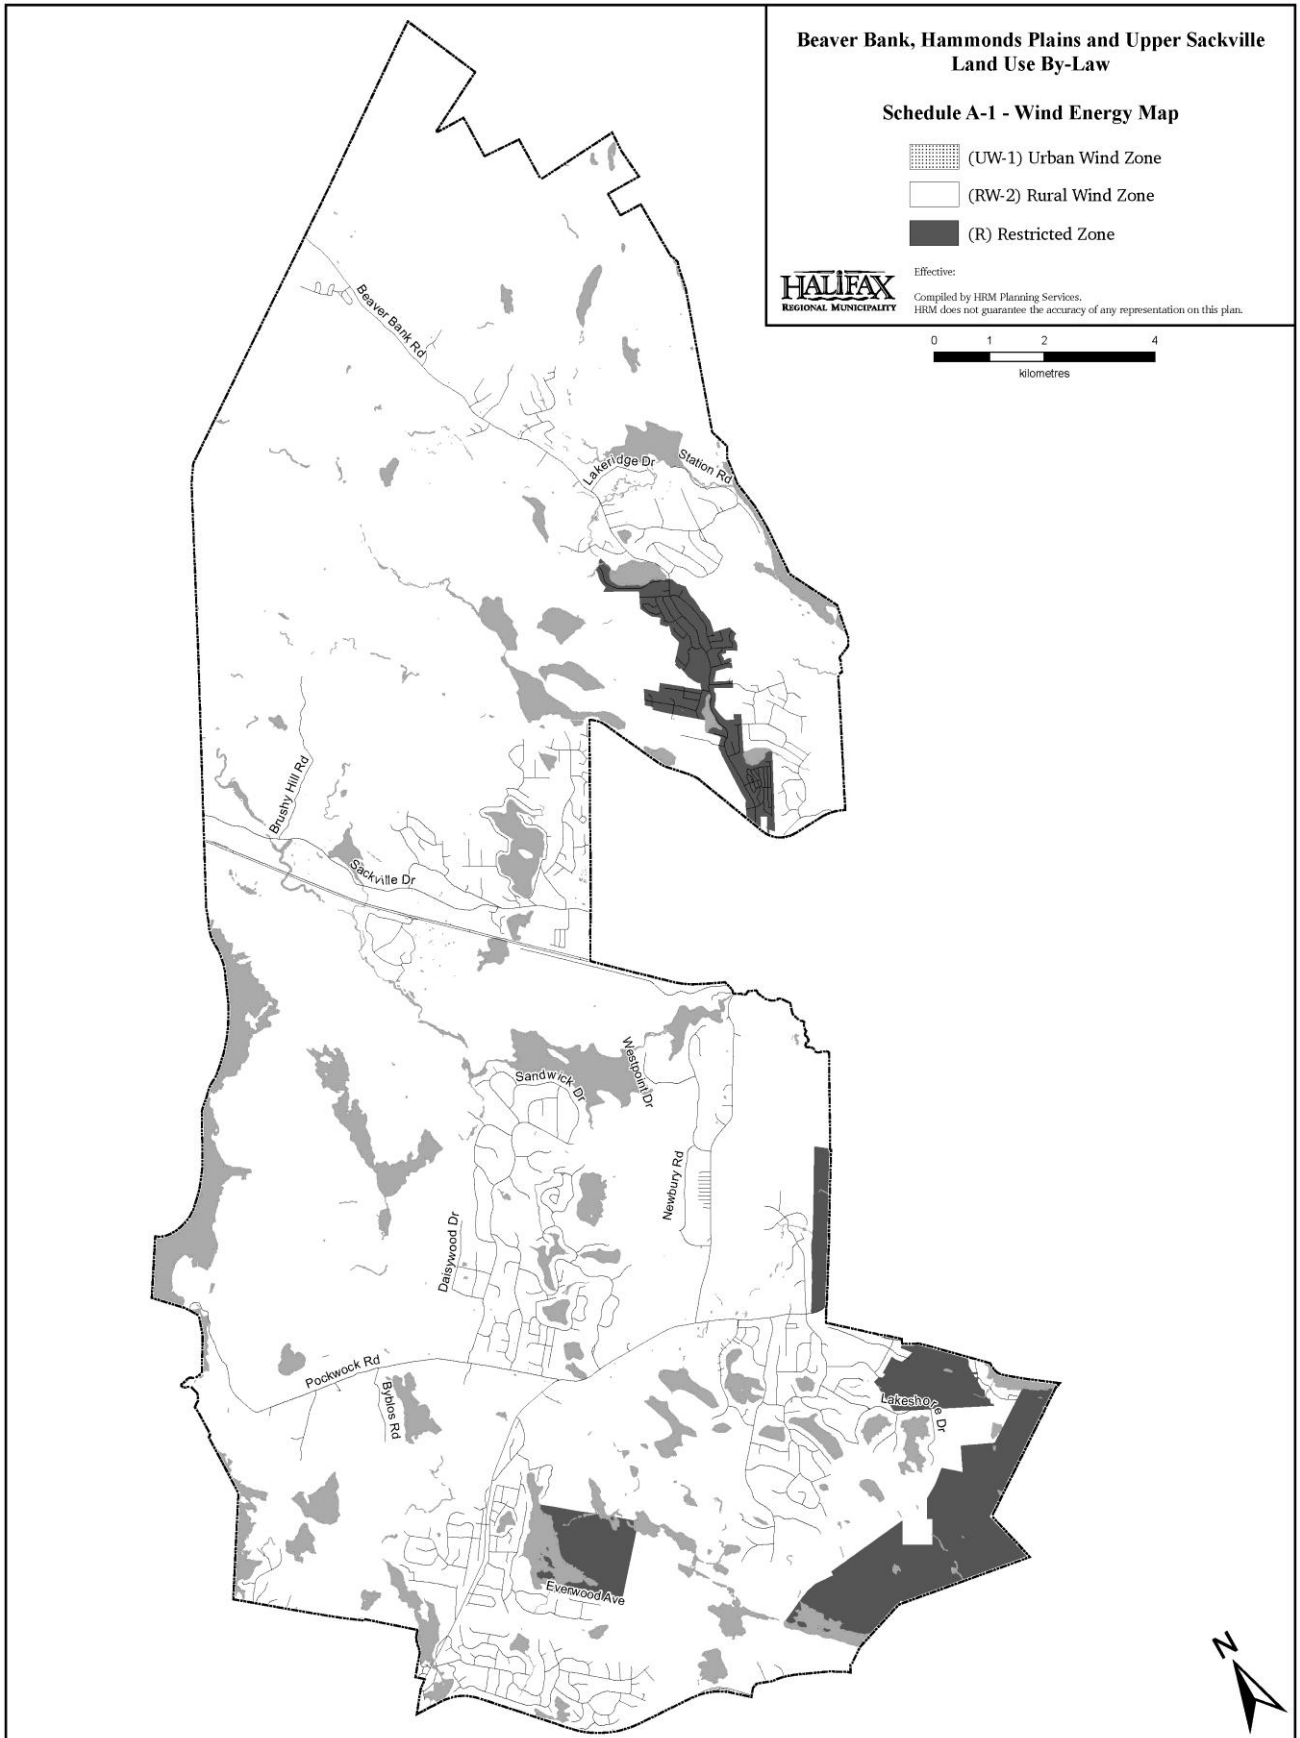 Beaver Bank, Hammonds Plains and Upper Sackville
Land Use By-Law
Schedule A-1 - Wind Energy Map
(UW-1) Urban Wind Zone
(RW-2) Rural Wind Zone
(R) Restricted Zone
HALIFAX
REGIONAL MUNICIPALITY
Effective:
Compiled by HRM Planning Services.
HRM does not guarantee the accuracy of any representation on this plan.
0 1 2 4
kilometres
Beaver Bank Rd
Lakeridge Dr
Station Rd
Brushy Hill Rd
Sackville Dr
Sandwick Dr
Westpoint Dr
Newbury Rd
Daisywood Dr
Pockwock Rd
Byblos Rd
Lakeshore Dr
Everwood Ave
N